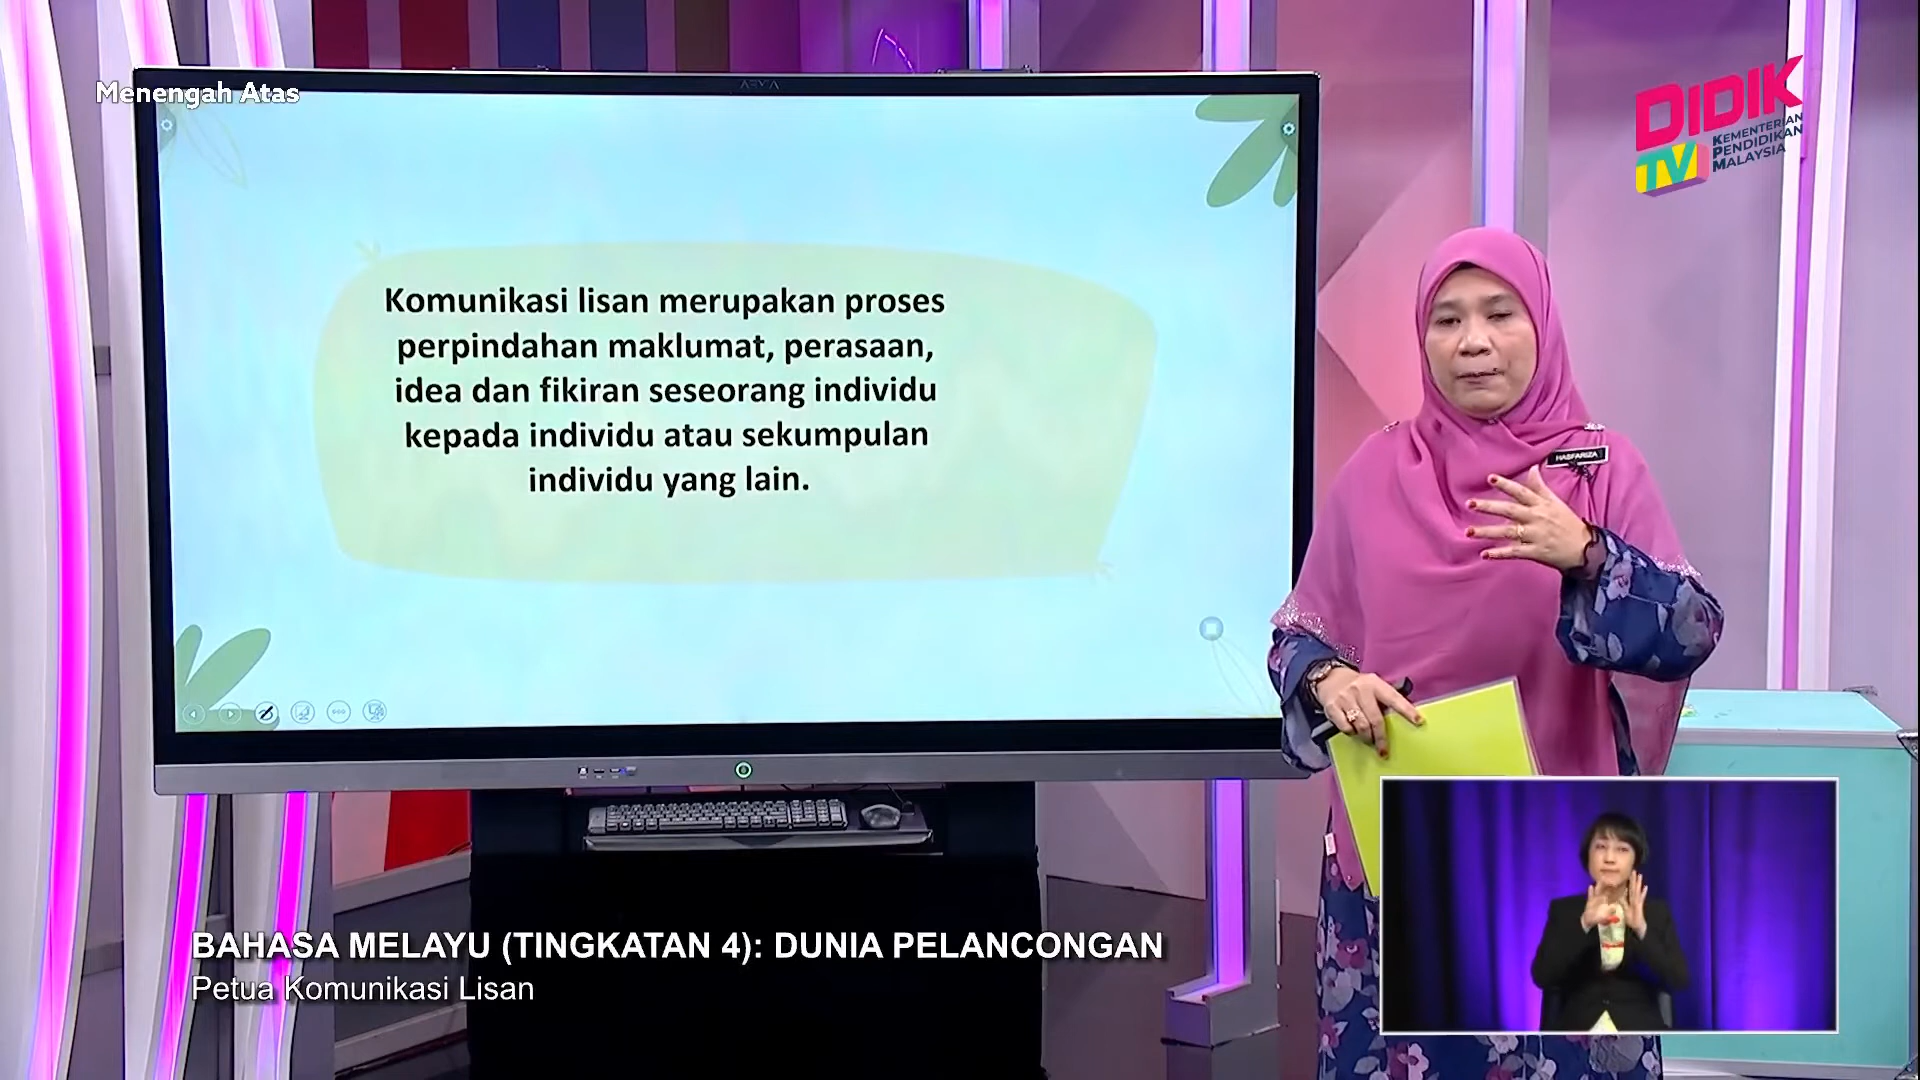 Menengah Atas
DIDIK
TV
KEMENTERIAN
PENDIDIKAN
MALAYSIA
Komunikasi lisan merupakan proses
perpindahan maklumat, perasaan,
idea dan fikiran seseorang individu
kepada individu atau sekumpulan
individu yang lain.
HASFARIZA
BAHASA MELAYU (TINGKATAN 4): DUNIA PELANCONGAN
Petua Komunikasi Lisan